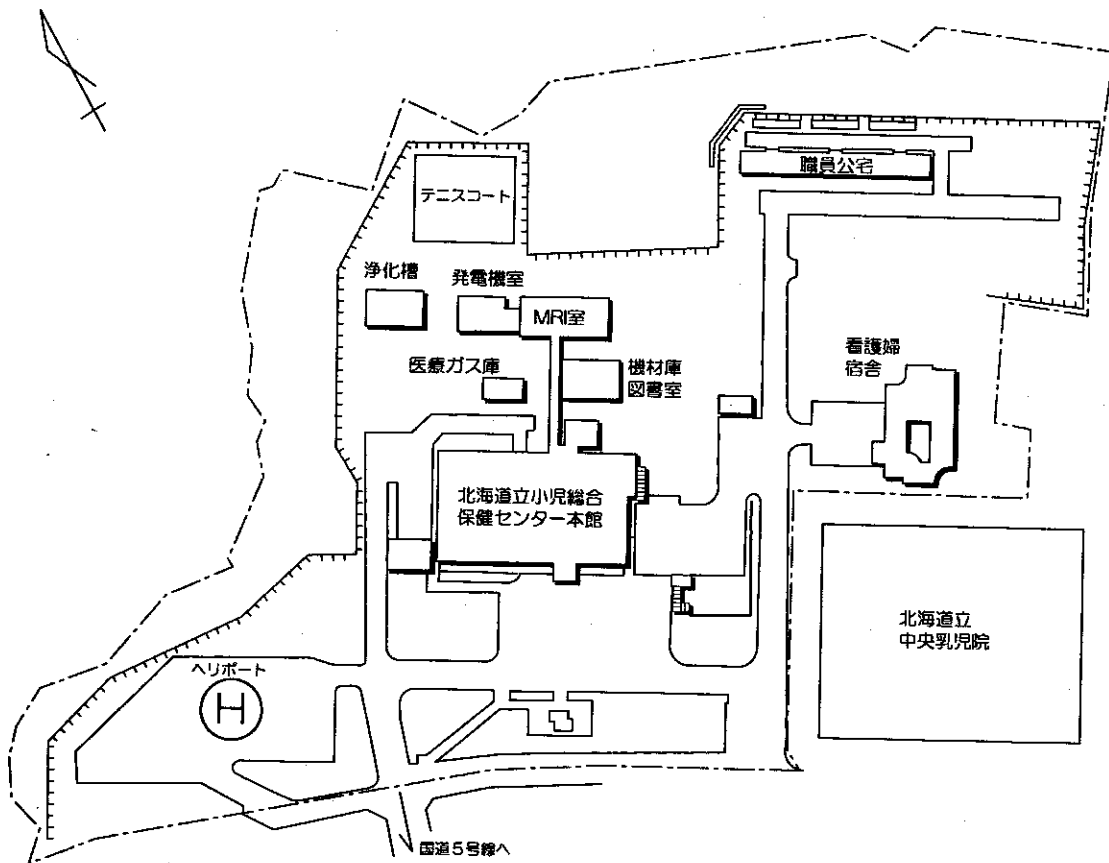 職員公宅
テニスコート
浄化槽
発電機室
MRI室
医療ガス庫
機材庫
図書室
看護婦
宿舎
北海道立小児総合
保健センター本館
北海道立
中央乳児院
ヘリポート
H
国道5号線へ